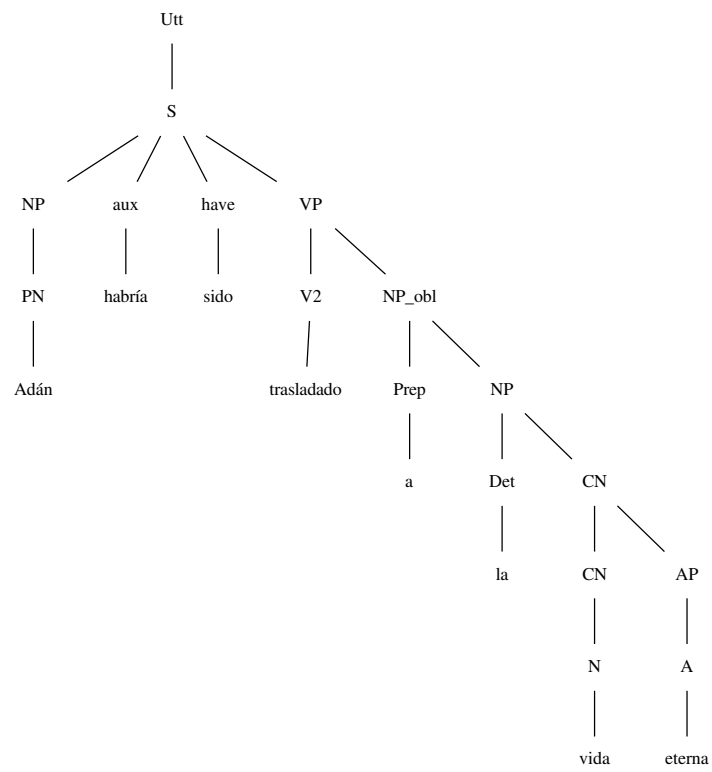 Utt
S
NP aux have VP
PN habría sido V2 NP_obl
Adán trasladado Prep NP
a Det CN
la CN AP
N A
vida eterna